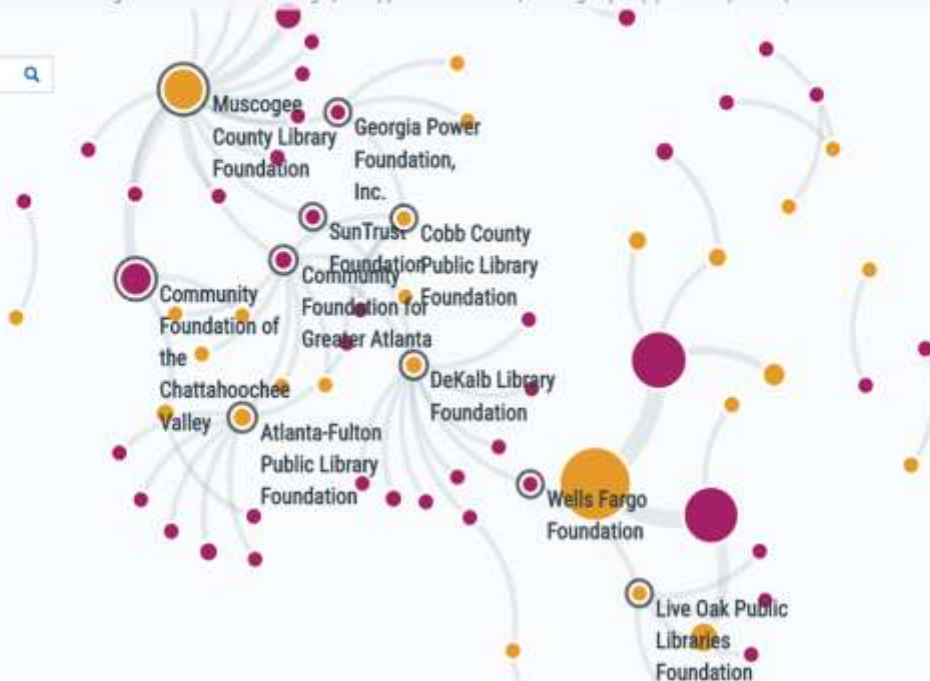 Muscogee
County Library
Foundation
Georgia Power
Foundation,
Inc.
SunTrust
Foundation
Cobb County
Public Library
Foundation
Community
Foundation for
Greater Atlanta
Community
Foundation of
the
Chattahoochee
Valley
DeKalb Library
Foundation
Atlanta-Fulton
Public Library
Foundation
Wells Fargo
Foundation
Live Oak Public
Libraries
Foundation